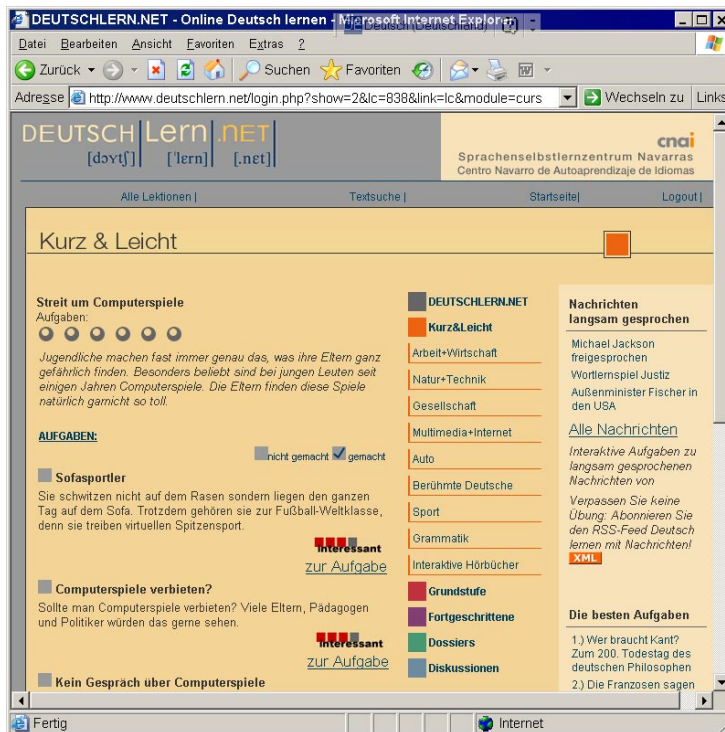 DEUTSCHLERN.NET - Online Deutsch lernen - Microsoft Internet Explorer
DE Deutsch (Deutschland)
Datei Bearbeiten Ansicht Favoriten Extras ?
Zurück Suchen Favoriten
Adresse http://www.deutschlern.net/login.php?show=2&lc=838&link=lc&module=curs Wechseln zu Links
DEUTSCH Lern .NET
[dɔʏtʃ] ['lɛrn] [.nɛt]
cnai
Sprachenselbstlernzentrum Navarras
Centro Navarro de Autoaprendizaje de Idiomas
Alle Lektionen | Textsuche | Startseite| Logout |
Kurz & Leicht
Streit um Computerspiele
Aufgaben:
Jugendliche machen fast immer genau das, was ihre Eltern ganz
gefährlich finden. Besonders beliebt sind bei jungen Leuten seit
einigen Jahren Computerspiele. Die Eltern finden diese Spiele
natürlich garnicht so toll.
AUFGABEN:
nicht gemacht gemacht
Sofasportler
Sie schwitzen nicht auf dem Rasen sondern liegen den ganzen
Tag auf dem Sofa. Trotzdem gehören sie zur Fußball-Weltklasse,
denn sie treiben virtuellen Spitzensport.
interessant
zur Aufgabe
Computerspiele verbieten?
Sollte man Computerspiele verbieten? Viele Eltern, Pädagogen
und Politiker würden das gerne sehen.
interessant
zur Aufgabe
Kein Gespräch über Computerspiele
DEUTSCHLERN.NET
Kurz&Leicht
Arbeit+Wirtschaft
Natur+Technik
Gesellschaft
Multimedia+Internet
Auto
Berühmte Deutsche
Sport
Grammatik
Interaktive Hörbücher
Grundstufe
Fortgeschrittene
Dossiers
Diskussionen
Nachrichten
langsam gesprochen
Michael Jackson
freigesprochen
Wortlernspiel Justiz
Außenminister Fischer in
den USA
Alle Nachrichten
Interaktive Aufgaben zu
langsam gesprochenen
Nachrichten von
Verpassen Sie keine
Übung: Abonnieren Sie
den RSS-Feed Deutsch
lernen mit Nachrichten!
XML
Die besten Aufgaben
1.) Wer braucht Kant?
Zum 200. Todestag des
deutschen Philosophen
2.) Die Franzosen sagen
Fertig Internet